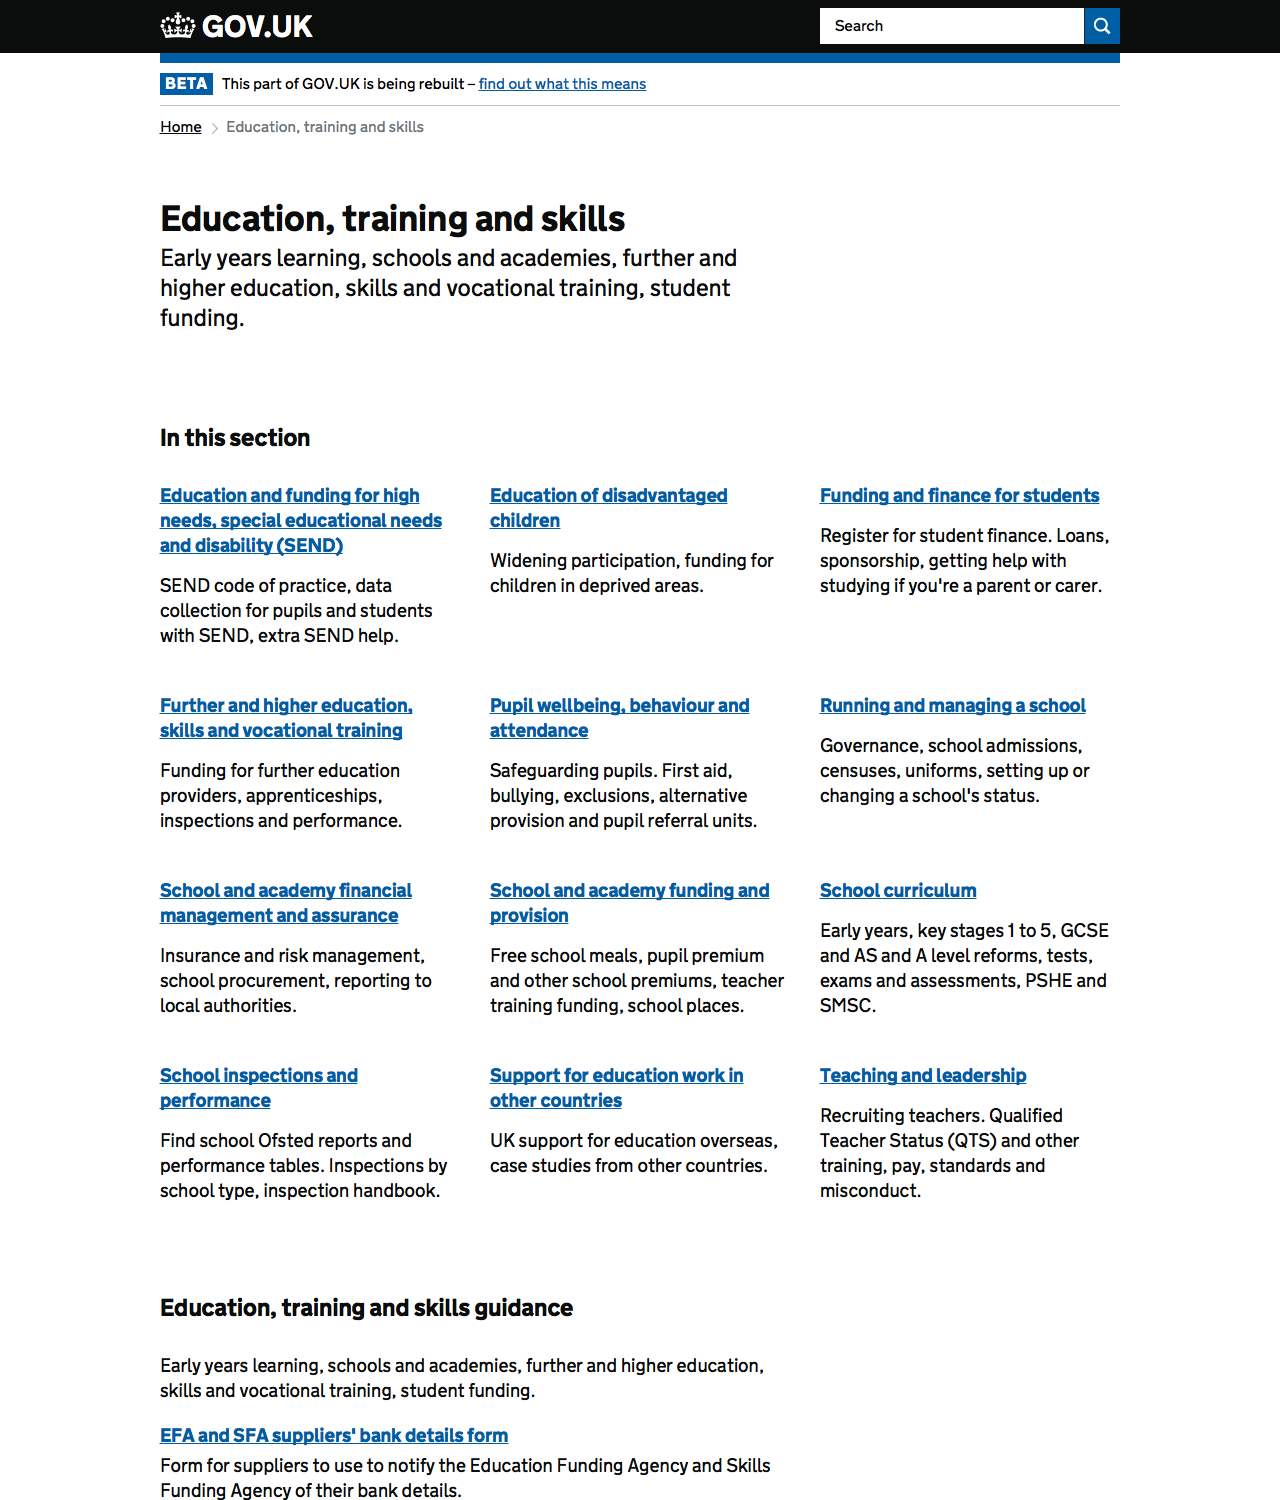 GOV.UK
Search
BETA This part of GOV.UK is being rebuilt – find out what this means
Home Education, training and skills
Education, training and skills
Early years learning, schools and academies, further and
higher education, skills and vocational training, student
funding.
In this section
Education and funding for high
needs, special educational needs
and disability (SEND)
SEND code of practice, data
collection for pupils and students
with SEND, extra SEND help.
Education of disadvantaged
children
Widening participation, funding for
children in deprived areas.
Funding and finance for students
Register for student finance. Loans,
sponsorship, getting help with
studying if you're a parent or carer.
Further and higher education,
skills and vocational training
Funding for further education
providers, apprenticeships,
inspections and performance.
Pupil wellbeing, behaviour and
attendance
Safeguarding pupils. First aid,
bullying, exclusions, alternative
provision and pupil referral units.
Running and managing a school
Governance, school admissions,
censuses, uniforms, setting up or
changing a school's status.
School and academy financial
management and assurance
Insurance and risk management,
school procurement, reporting to
local authorities.
School and academy funding and
provision
Free school meals, pupil premium
and other school premiums, teacher
training funding, school places.
School curriculum
Early years, key stages 1 to 5, GCSE
and AS and A level reforms, tests,
exams and assessments, PSHE and
SMSC.
School inspections and
performance
Find school Ofsted reports and
performance tables. Inspections by
school type, inspection handbook.
Support for education work in
other countries
UK support for education overseas,
case studies from other countries.
Teaching and leadership
Recruiting teachers. Qualified
Teacher Status (QTS) and other
training, pay, standards and
misconduct.
Education, training and skills guidance
Early years learning, schools and academies, further and higher education,
skills and vocational training, student funding.
EFA and SFA suppliers' bank details form
Form for suppliers to use to notify the Education Funding Agency and Skills
Funding Agency of their bank details.